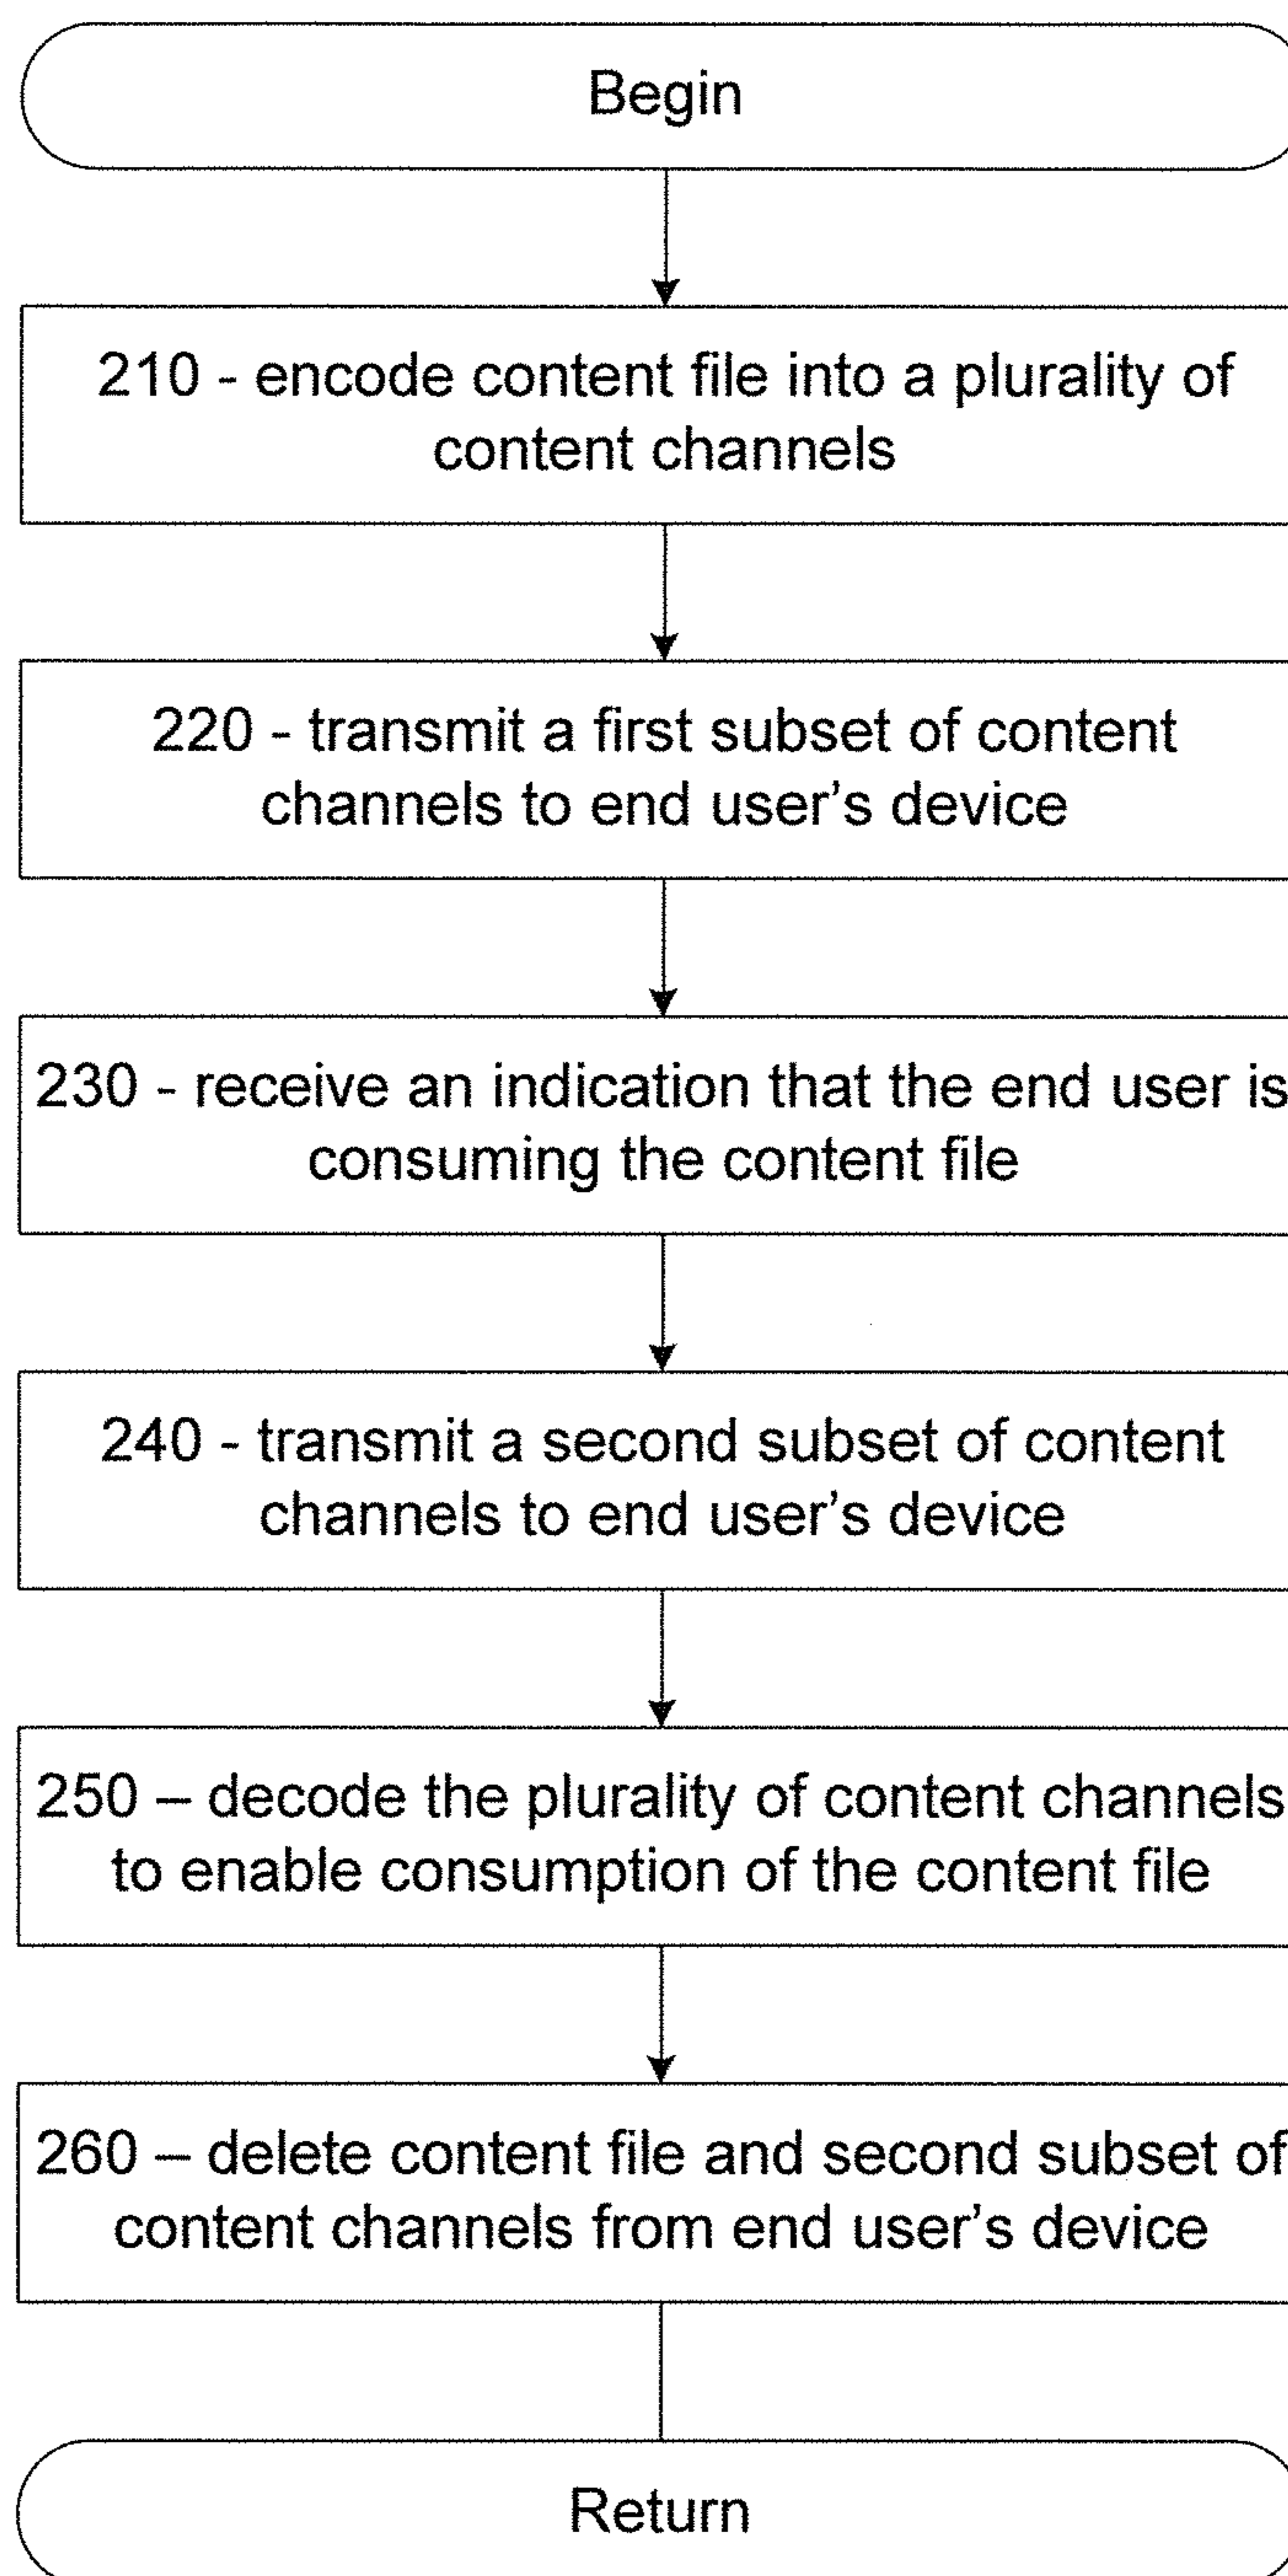 Begin
210 - encode content file into a plurality of
content channels
220 - transmit a first subset of content
channels to end user's device
230 - receive an indication that the end user is
consuming the content file
240 - transmit a second subset of content
channels to end user's device
250 – decode the plurality of content channels
to enable consumption of the content file
260 – delete content file and second subset of
content channels from end user's device
Return